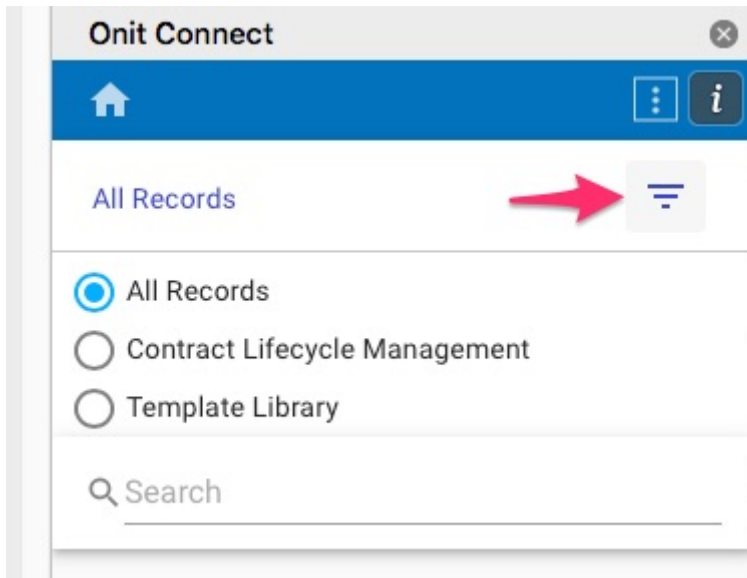 Onit Connect
i
All Records
All Records
Contract Lifecycle Management
Template Library
Search